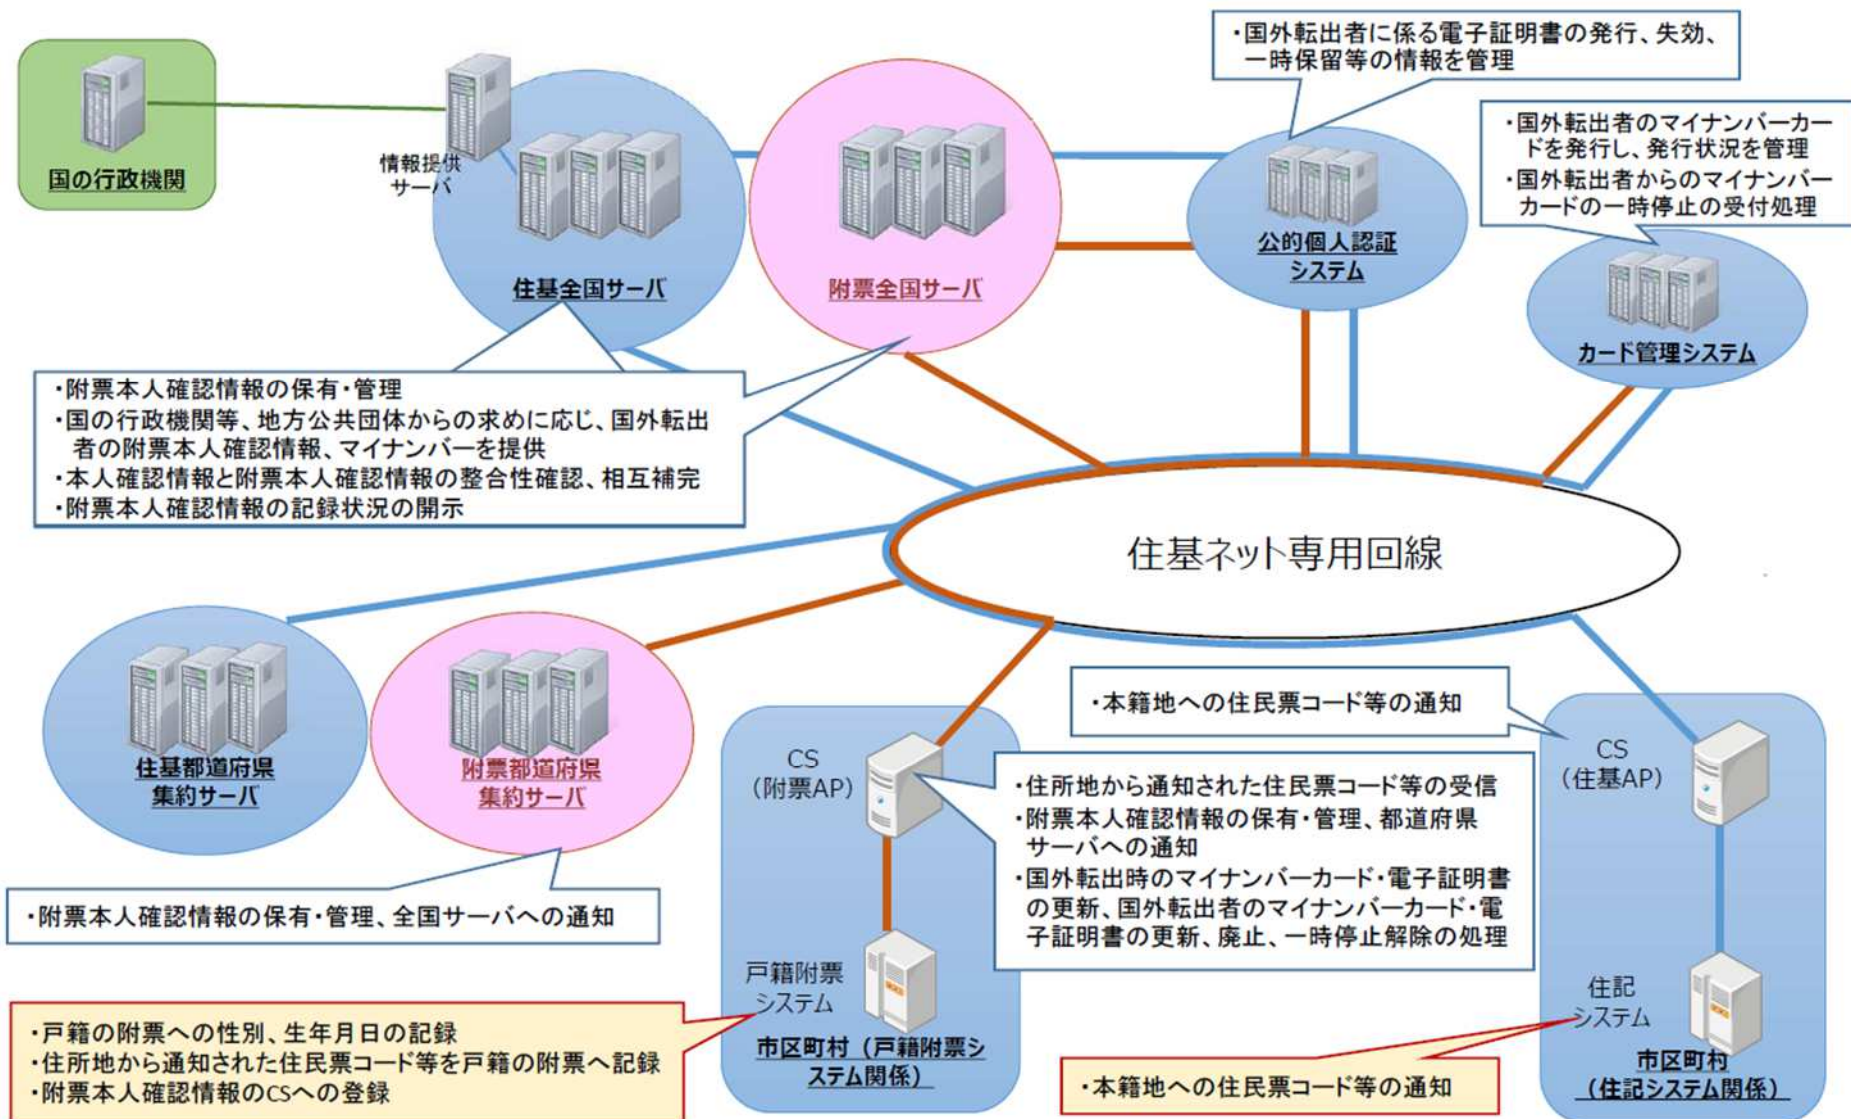 ・国外転出者に係る電子証明書の発行、失効、
一時保留等の情報を管理
・国外転出者のマイナンバーカー
ドを発行し、発行状況を管理
・国外転出者からのマイナンバー
カードの一時停止の受付処理
国の行政機関
情報提供
サーバ
住基全国サーバ
附票全国サーバ
公的個人認証
システム
カード管理システム
・附票本人確認情報の保有・管理
・国の行政機関等、地方公共団体からの求めに応じ、国外転出
者の附票本人確認情報、マイナンバーを提供
・本人確認情報と附票本人確認情報の整合性確認、相互補完
・附票本人確認情報の記録状況の開示
住基ネット専用回線
住基都道府県
集約サーバ
附票都道府県
集約サーバ
・附票本人確認情報の保有・管理、全国サーバへの通知
CS
（附票AP）
・本籍地への住民票コード等の通知
CS
（住基AP）
・住所地から通知された住民票コード等の受信
・附票本人確認情報の保有・管理、都道府県
サーバへの通知
・国外転出時のマイナンバーカード・電子証明書
の更新、国外転出者のマイナンバーカード・電
子証明書の更新、廃止、一時停止解除の処理
戸籍附票
システム
市区町村（戸籍附票シ
ステム関係）
住記
システム
市区町村
（住記システム関係）
・戸籍の附票への性別、生年月日の記録
・住所地から通知された住民票コード等を戸籍の附票へ記録
・附票本人確認情報のCSへの登録
・本籍地への住民票コード等の通知